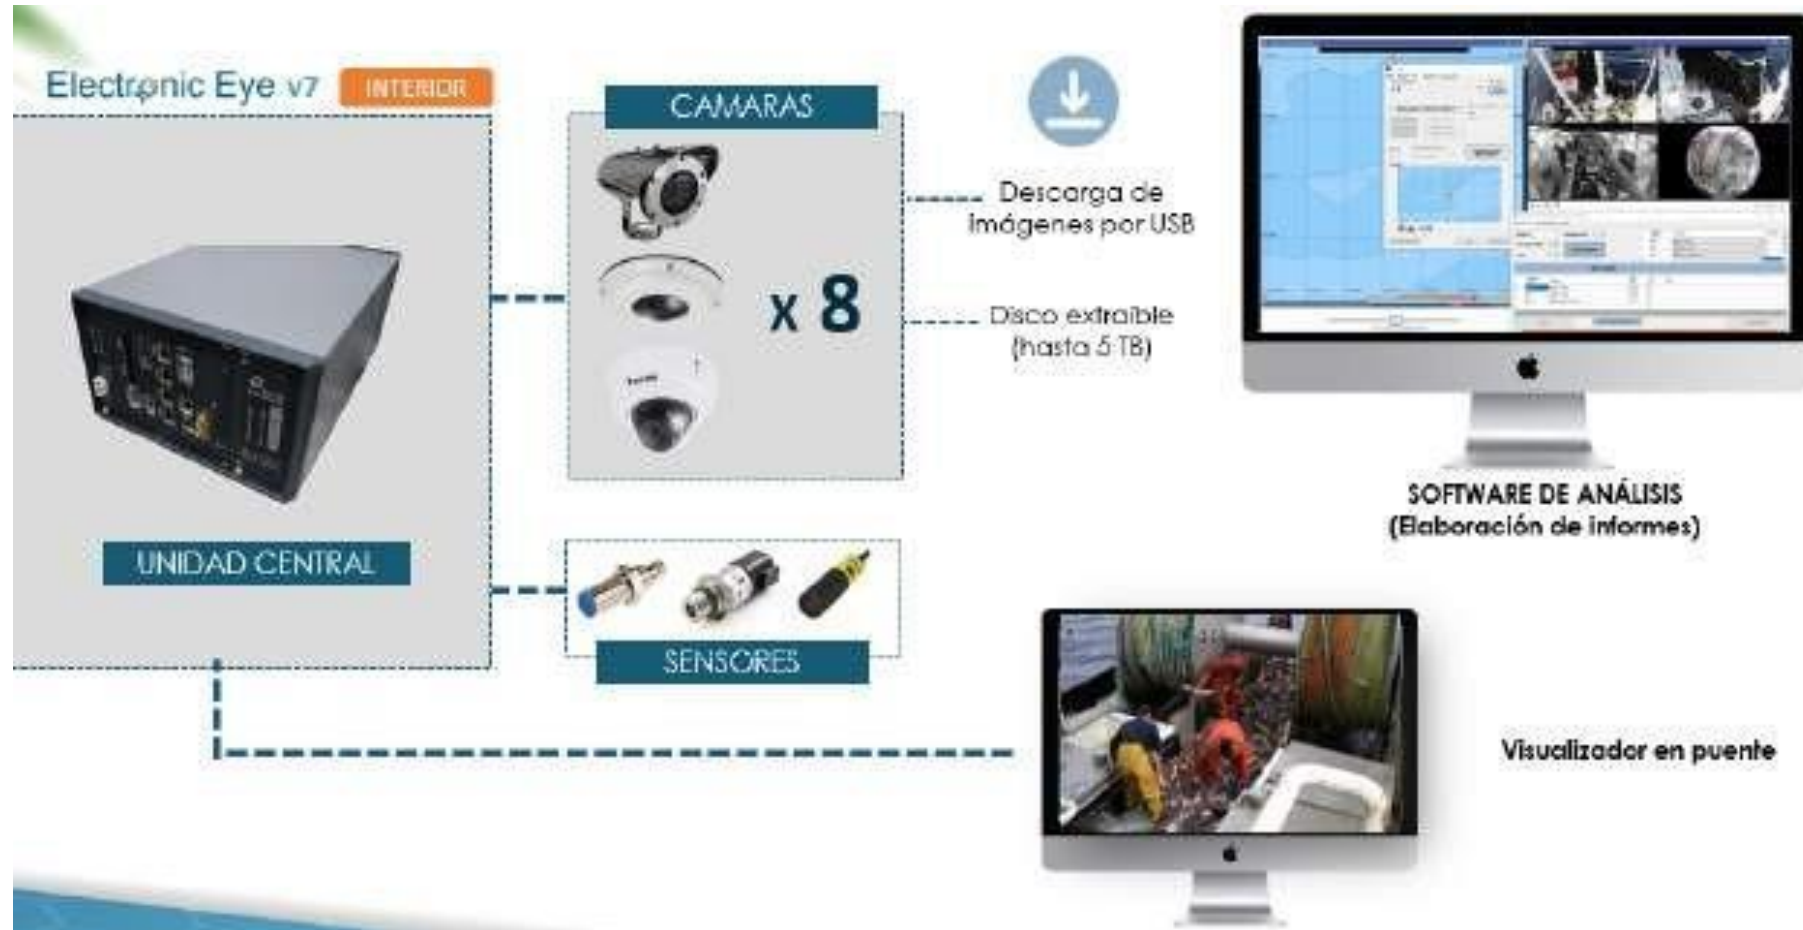 Electronic Eye v7
INTERIOR
CAMARAS
x 8
Descarga de
imágenes por USB
Disco extraíble
(hasta 5 TB)
UNIDAD CENTRAL
SENSORES
SOFTWARE DE ANÁLISIS
(Elaboración de informes)
Visualizador en puente